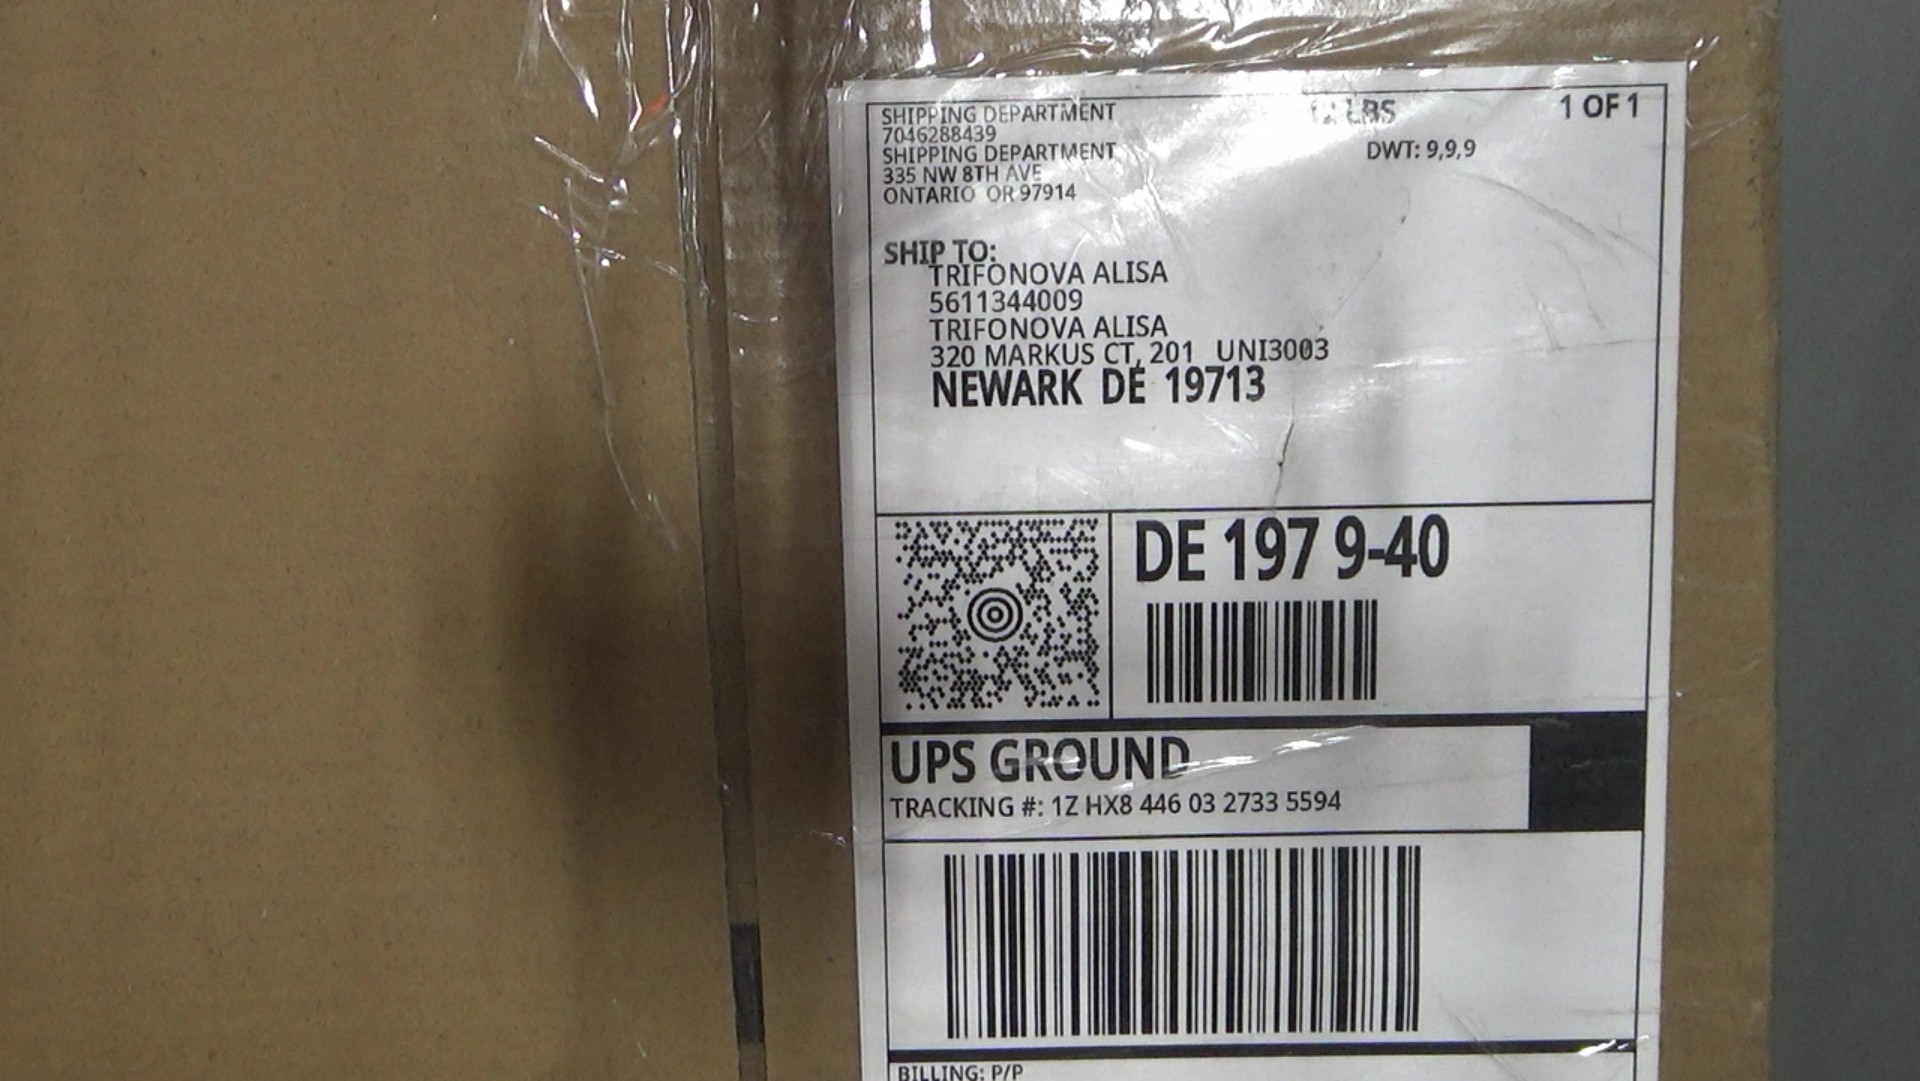 SHIPPING DEPARTMENT
7046288439
SHIPPING DEPARTMENT
335 NW 8TH AVE
ONTARIO OR 97914
LBS
1 OF 1
DWT: 9,9,9
SHIP TO:
TRIFONOVA ALISA
5611344009
TRIFONOVA ALISA
320 MARKUS CT, 201 UNI3003
NEWARK DE 19713
DE 197 9-40
UPS GROUND
TRACKING #: 1Z HX8 446 03 2733 5594
BILLING: P/P